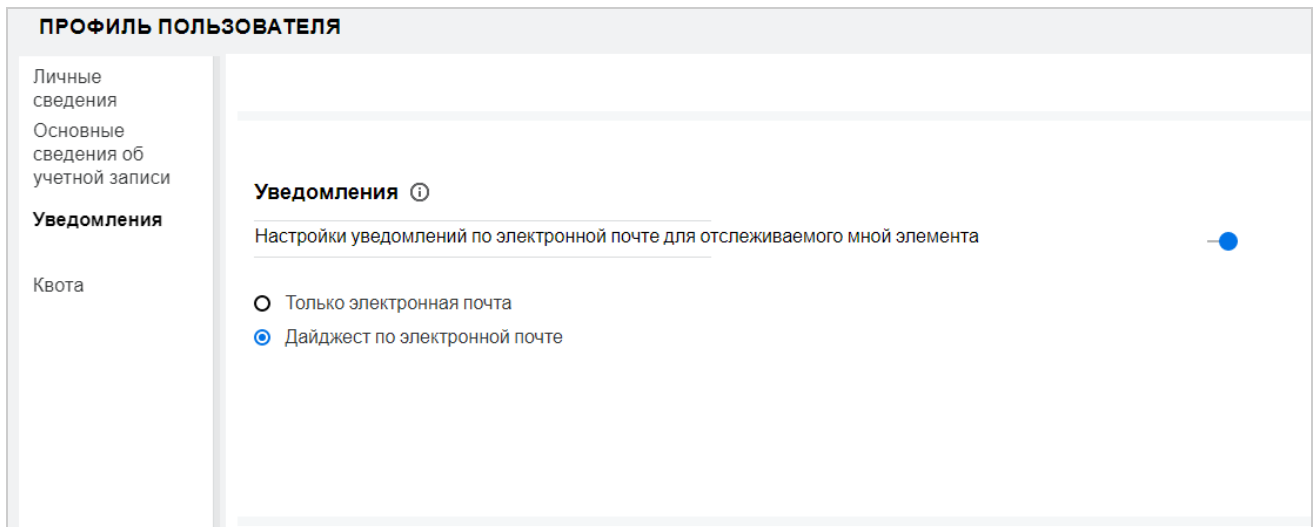 ПРОФИЛЬ ПОЛЬЗОВАТЕЛЯ
Личные
сведения
Основные
сведения об
учетной записи
Уведомления
Квота
Уведомления
Настройки уведомлений по электронной почте для отслеживаемого мной элемента
Только электронная почта
Дайджест по электронной почте